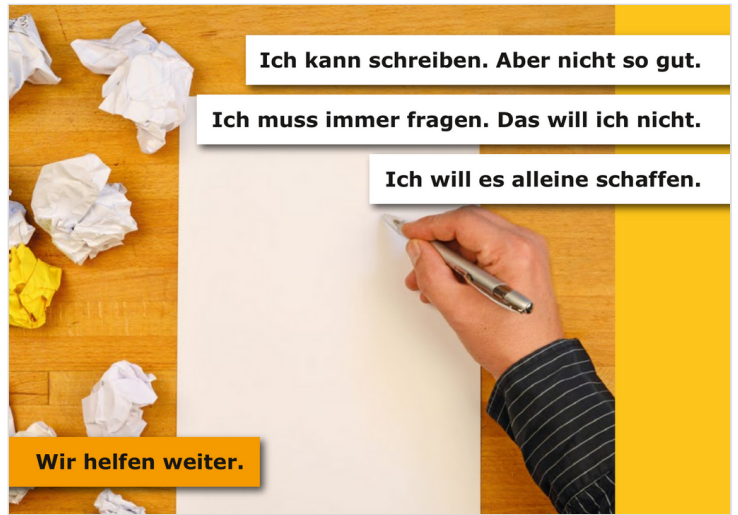 Ich kann schreiben. Aber nicht so gut.
Ich muss immer fragen. Das will ich nicht.
Ich will es alleine schaffen.
Wir helfen weiter.